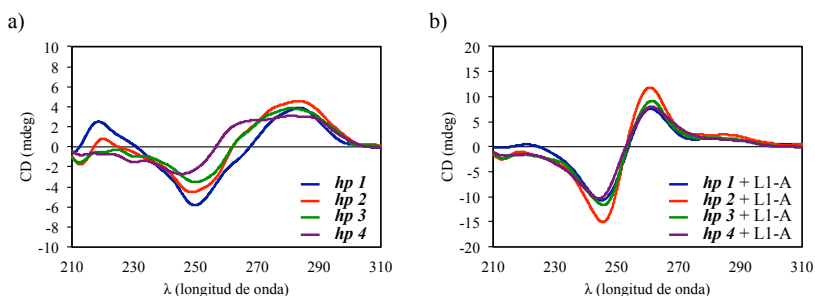 a)
10
8
6
4
2
0
-2
-4
-6
-8
-10
CD (mdeg)
210 230 250 270 290 310
λ (longitud de onda)
hp 1
hp 2
hp 3
hp 4
b)
20
15
10
5
0
-5
-10
-15
-20
CD (mdeg)
210 230 250 270 290 310
λ (longitud de onda)
hp 1 + L1-A
hp 2 + L1-A
hp 3 + L1-A
hp 4 + L1-A